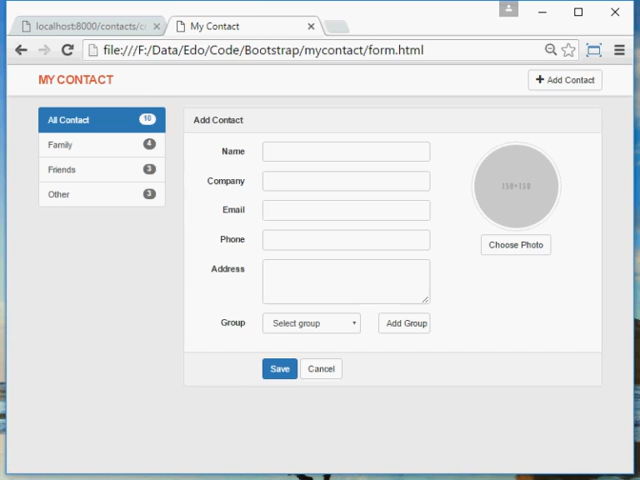 localhost:8000/contacts/c
My Contact
file:///F:/Data/Edo/Code/Bootstrap/mycontact/form.html
MY CONTACT
Add Contact
All Contact 10
Family 4
Friends 3
Other 3
Add Contact
Name
Company
Email
Phone
Address
Group Select group Add Group
150×150
Choose Photo
Save Cancel